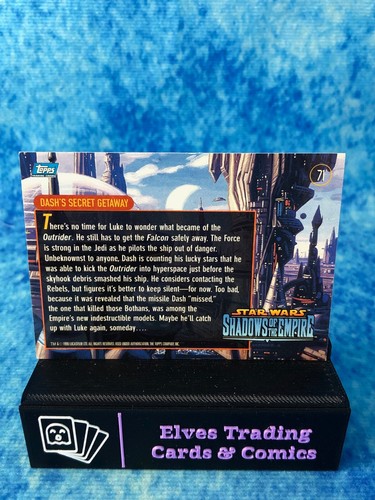 Topps
71
DASH'S SECRET GETAWAY
There's no time for Luke to wonder what became of the
Outrider. He still has to get the Falcon safely away. The Force
is strong in the Jedi as he pilots the ship out of danger.
Unbeknownst to anyone, Dash is counting his lucky stars that he
was able to kick the Outrider into hyperspace just before the
skyhook debris smashed his ship. He considers contacting the
Rebels, but figures it's better to keep silent—for now. Too bad,
because it was revealed that the missile Dash "missed,"
the one that killed those Bothans, was among the
Empire's new indestructible models. Maybe he'll catch
up with Luke again, someday....
STAR WARS
SHADOWS OF THE EMPIRE
Elves Trading
Cards & Comics